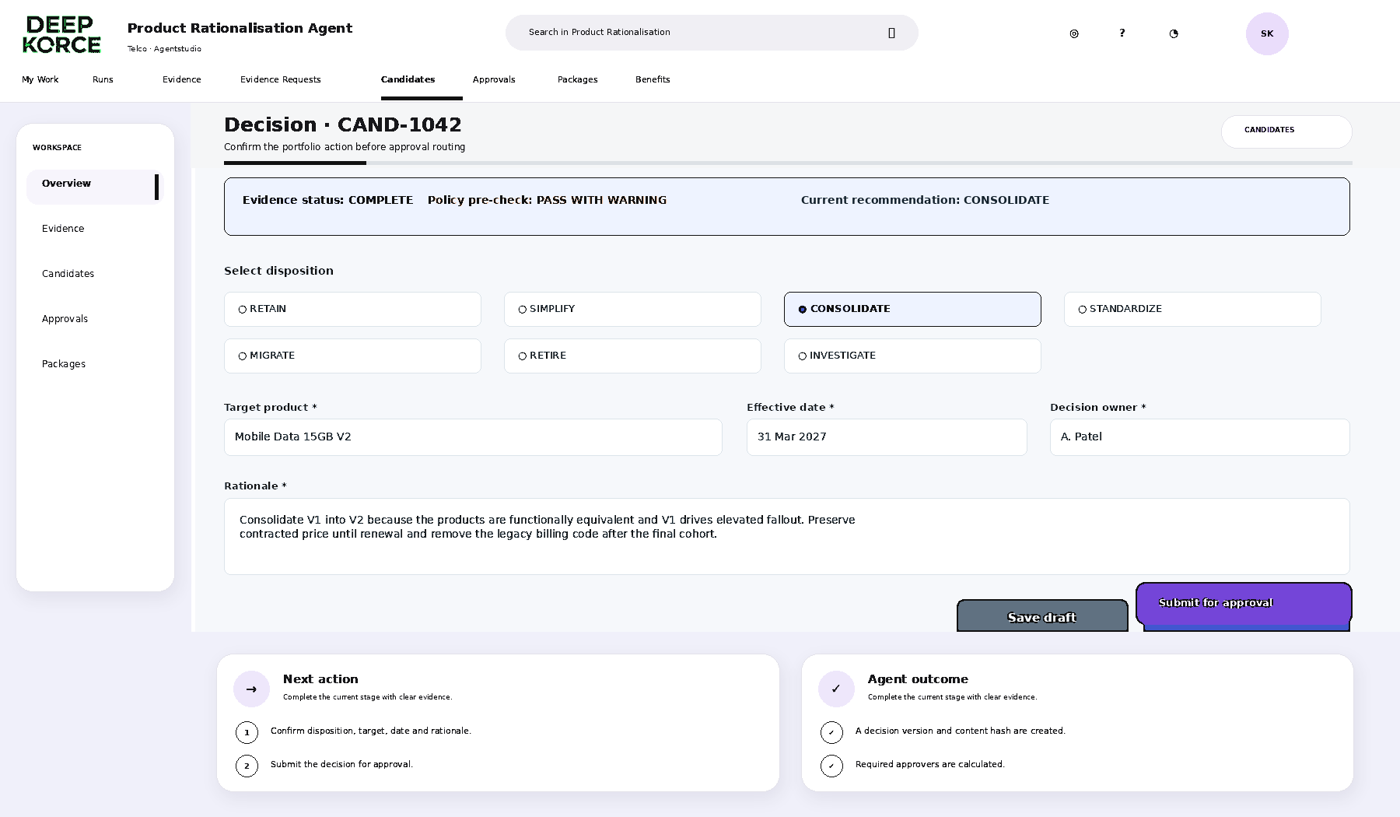 DEEP
KORCE
Product Rationalisation Agent
Telco · Agentstudio
Search in Product Rationalisation
?
SK
My Work
Runs
Evidence
Evidence Requests
Candidates
Approvals
Packages
Benefits
WORKSPACE
Overview
Evidence
Candidates
Approvals
Packages
Decision · CAND-1042
Confirm the portfolio action before approval routing
CANDIDATES
Evidence status: COMPLETE
Policy pre-check: PASS WITH WARNING
Current recommendation: CONSOLIDATE
Select disposition
RETAIN
SIMPLIFY
CONSOLIDATE
STANDARDIZE
MIGRATE
RETIRE
INVESTIGATE
Target product *
Effective date *
Decision owner *
Mobile Data 15GB V2
31 Mar 2027
A. Patel
Rationale *
Consolidate V1 into V2 because the products are functionally equivalent and V1 drives elevated fallout. Preserve
contracted price until renewal and remove the legacy billing code after the final cohort.
Save draft
Submit for approval
→
Next action
Complete the current stage with clear evidence.
1
Confirm disposition, target, date and rationale.
2
Submit the decision for approval.
✓
Agent outcome
Complete the current stage with clear evidence.
✓
A decision version and content hash are created.
✓
Required approvers are calculated.